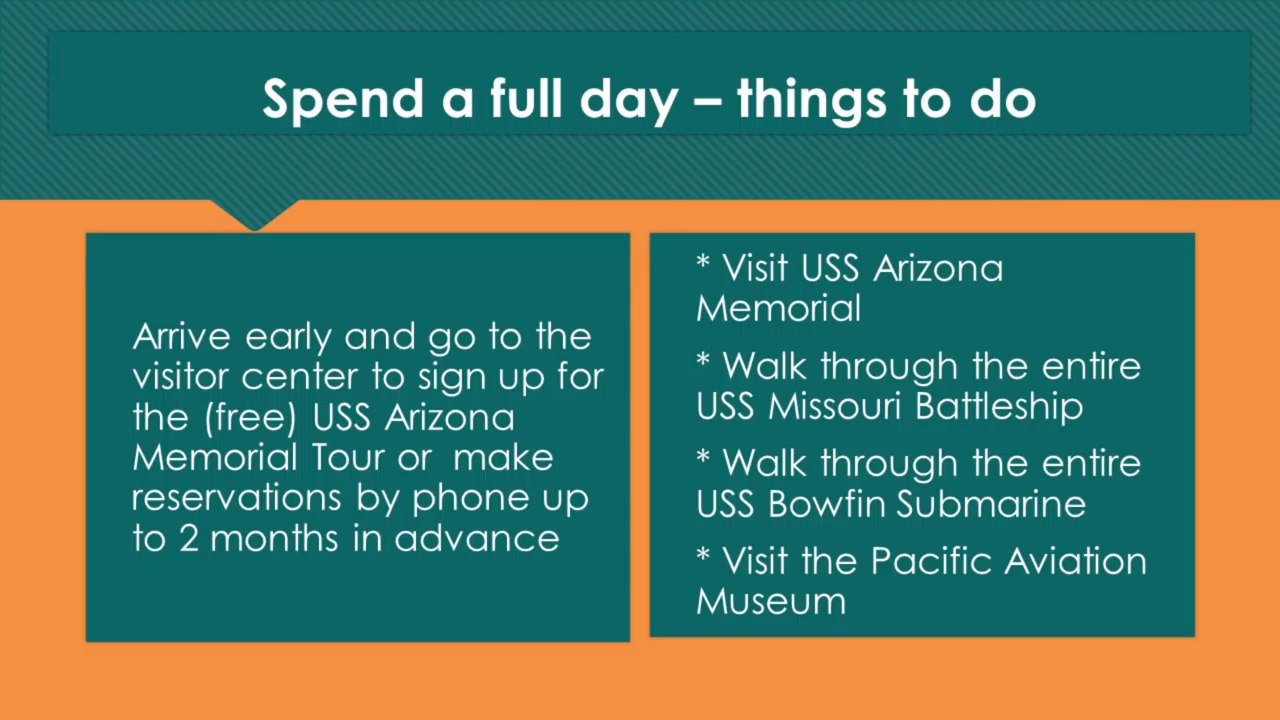 Spend a full day – things to do
Arrive early and go to the
visitor center to sign up for
the (free) USS Arizona
Memorial Tour or  make
reservations by phone up
to 2 months in advance
* Visit USS Arizona
Memorial
* Walk through the entire
USS Missouri Battleship
* Walk through the entire
USS Bowfin Submarine
* Visit the Pacific Aviation
Museum